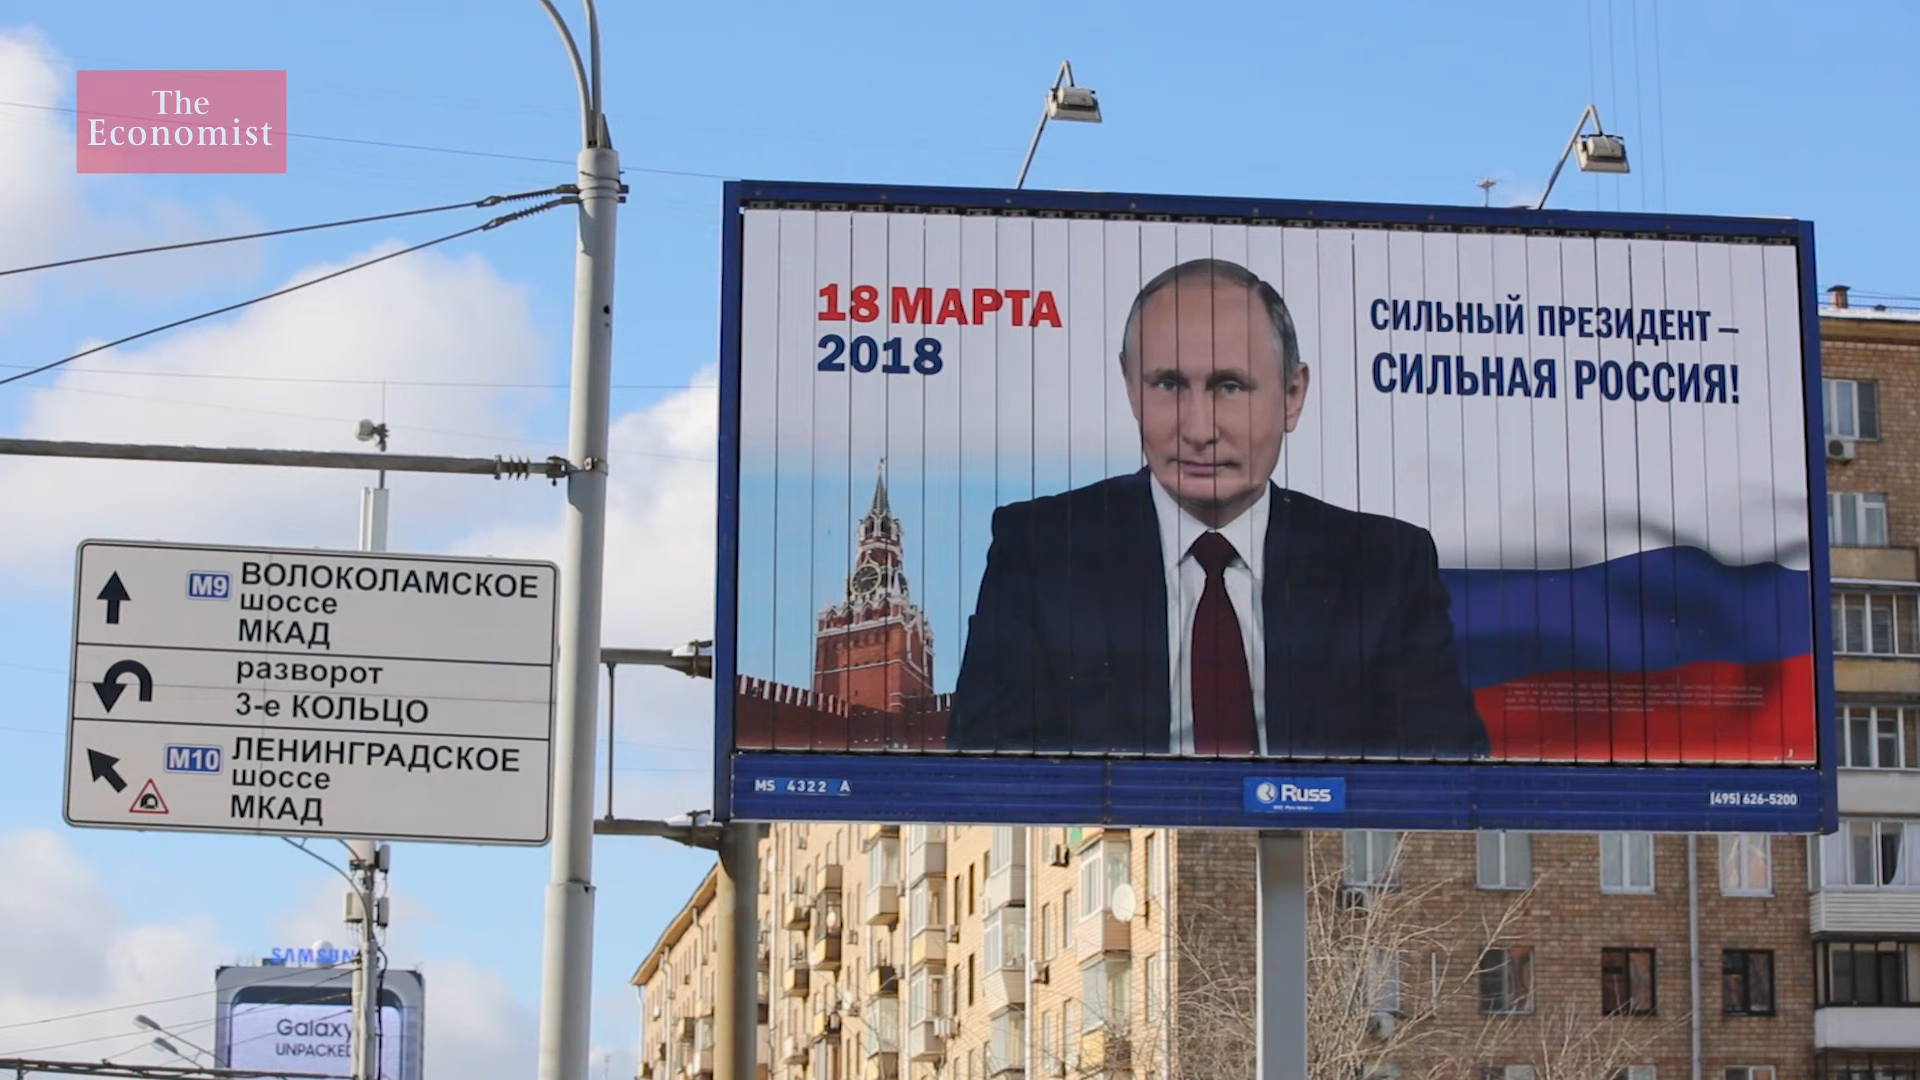 The
Economist
18 МАРТА
2018
СИЛЬНЫЙ ПРЕЗИДЕНТ –
СИЛЬНАЯ РОССИЯ!
M9 ВОЛОКОЛАМСКОЕ
шоссе
МКАД
разворот
3-е КОЛЬЦО
M10 ЛЕНИНГРАДСКОЕ
шоссе
МКАД
MS 4322 A
Russ
(495) 626-5200
SAMSUNG
Galaxy
UNPACKED